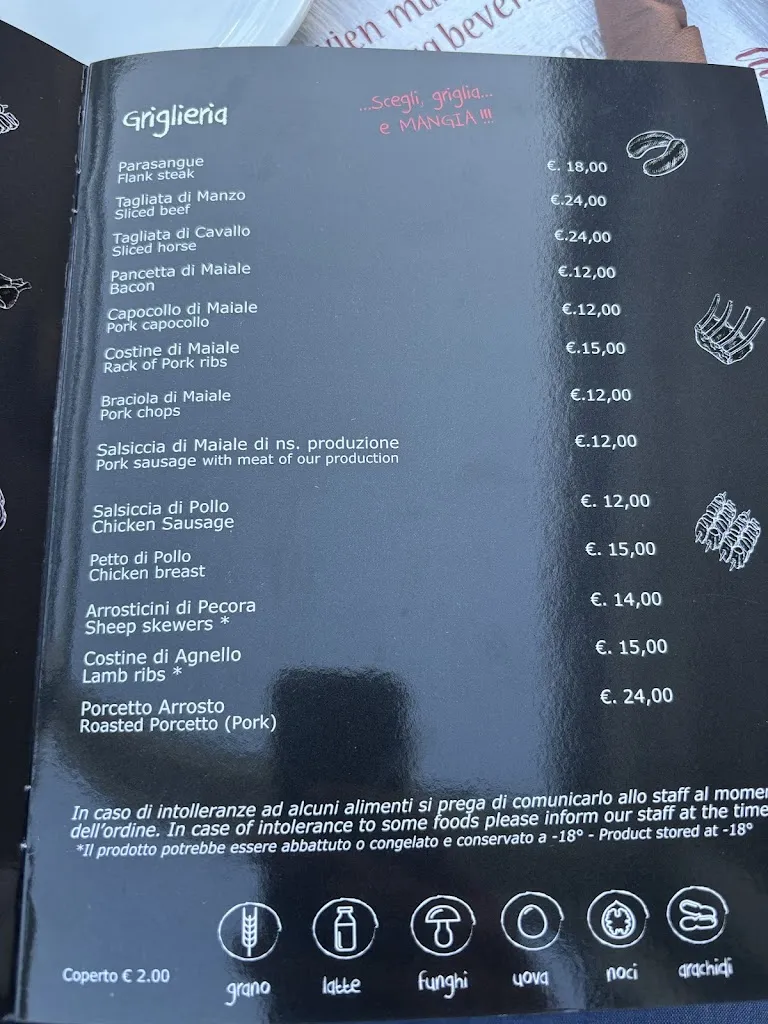 vien
beve
Griglieria
...Scegli, griglia...
e MANGIA !!!
Parasangue €. 18,00
Flank steak
Tagliata di Manzo €.24,00
Sliced beef
Tagliata di Cavallo €.24,00
Sliced horse
Pancetta di Maiale €.12,00
Bacon
Capocollo di Maiale €.12,00
Pork capocollo
Costine di Maiale €.15,00
Rack of Pork ribs
Braciola di Maiale €.12,00
Pork chops
Salsiccia di Maiale di ns. produzione €.12,00
Pork sausage with meat of our production
Salsiccia di Pollo €. 12,00
Chicken Sausage
Petto di Pollo €. 15,00
Chicken breast
Arrosticini di Pecora €. 14,00
Sheep skewers *
Costine di Agnello €. 15,00
Lamb ribs *
Porcetto Arrosto €. 24,00
Roasted Porcetto (Pork)
In caso di intolleranze ad alcuni alimenti si prega di comunicarlo allo staff al momen
dell'ordine. In case of intolerance to some foods please inform our staff at the time
*Il prodotto potrebbe essere abbattuto o congelato e conservato a -18° - Product stored at -18°
Coperto € 2.00
grano latte funghi uova noci arachidi